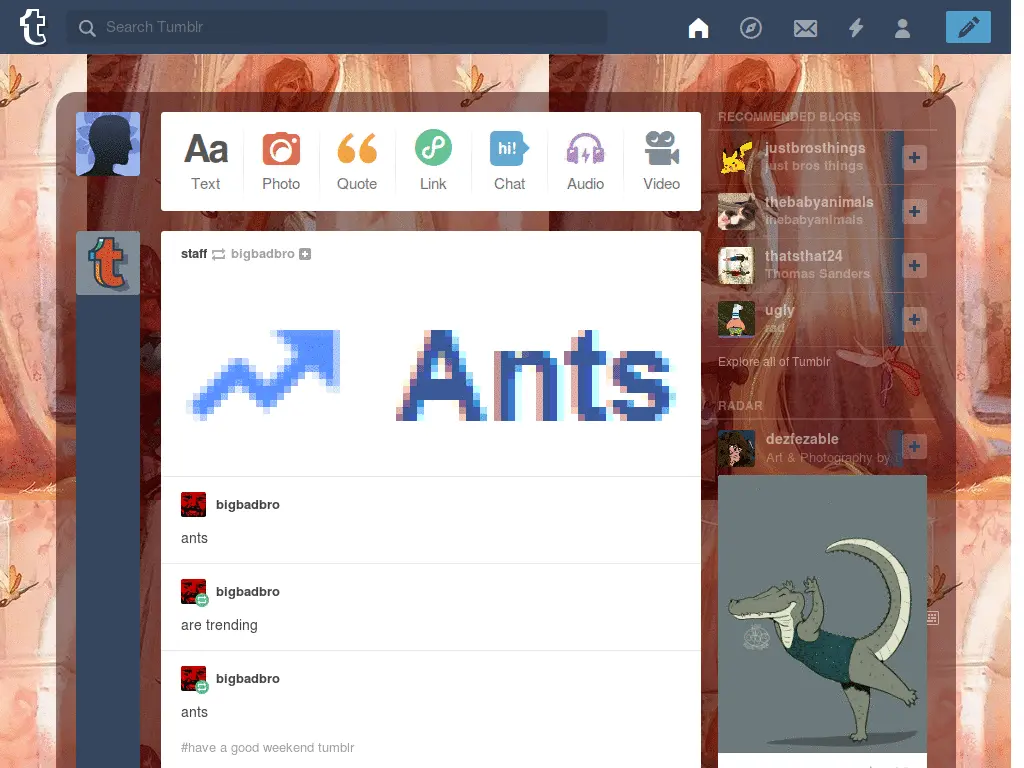 Search Tumblr
Aa
Text
Photo
Quote
Link
hi!
Chat
Audio
Video
staff bigbadbro
Ants
bigbadbro
ants
bigbadbro
are trending
bigbadbro
ants
#have a good weekend tumblr
RECOMMENDED BLOGS
justbrosthings
just bros things
thebabyanimals
thebabyanimals
thatsthat24
Thomas Sanders
ugly
rad
Explore all of Tumblr
RADAR
dezfezable
Art & Photography by